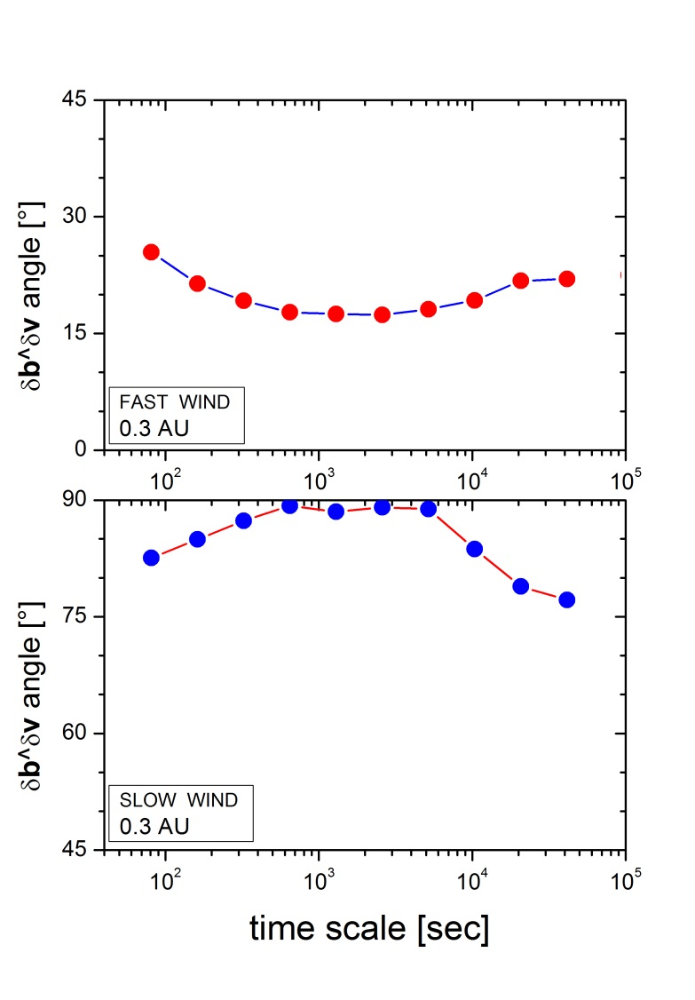 45
30
15
0
δb^δv angle [°]
FAST WIND
0.3 AU
10² 10³ 10⁴ 10⁵
90
75
60
45
δb^δv angle [°]
SLOW WIND
0.3 AU
10² 10³ 10⁴ 10⁵
time scale [sec]